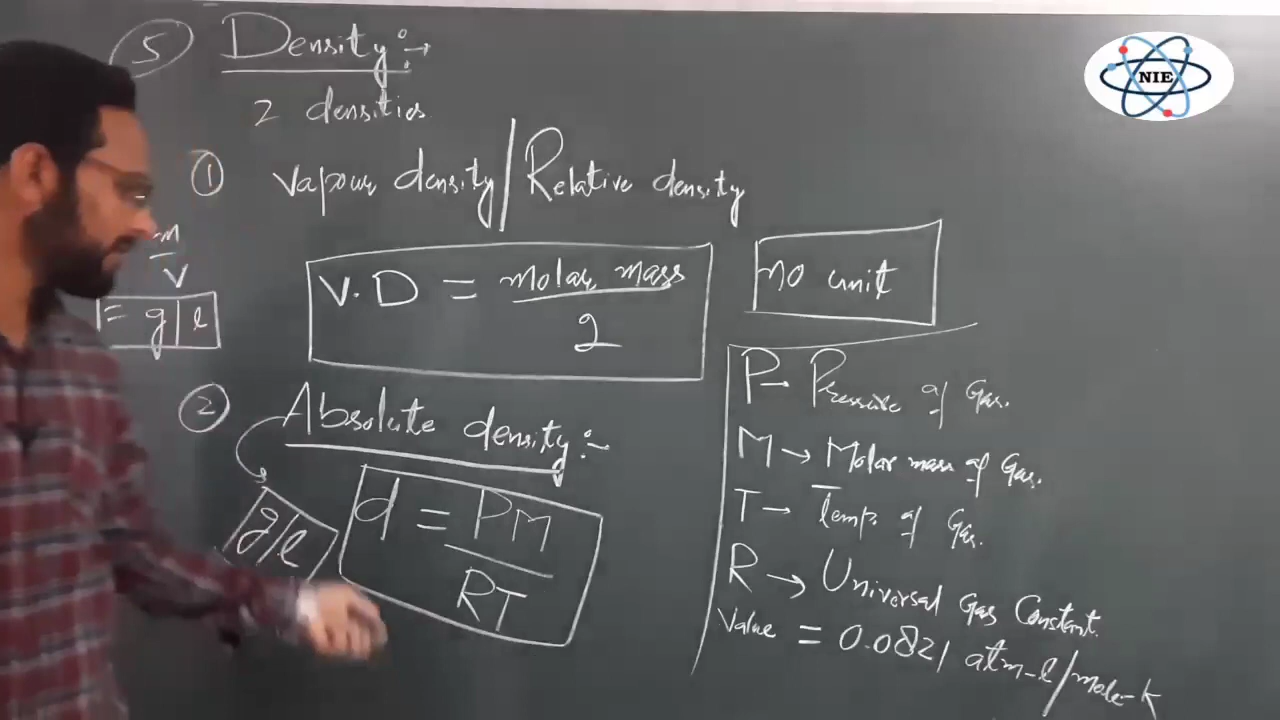 5 Density:→
2 densities
① Vapour density/Relative density
m
V
= g/l
V.D = molar mass
2
no unit
② Absolute density:-
g/l
d = PM
RT
P→ Pressure of Gas.
M → Molar mass of Gas.
T → Temp. of Gas.
R → Universal Gas Constant.
Value = 0.0821 atm-l/mole-k
NIE